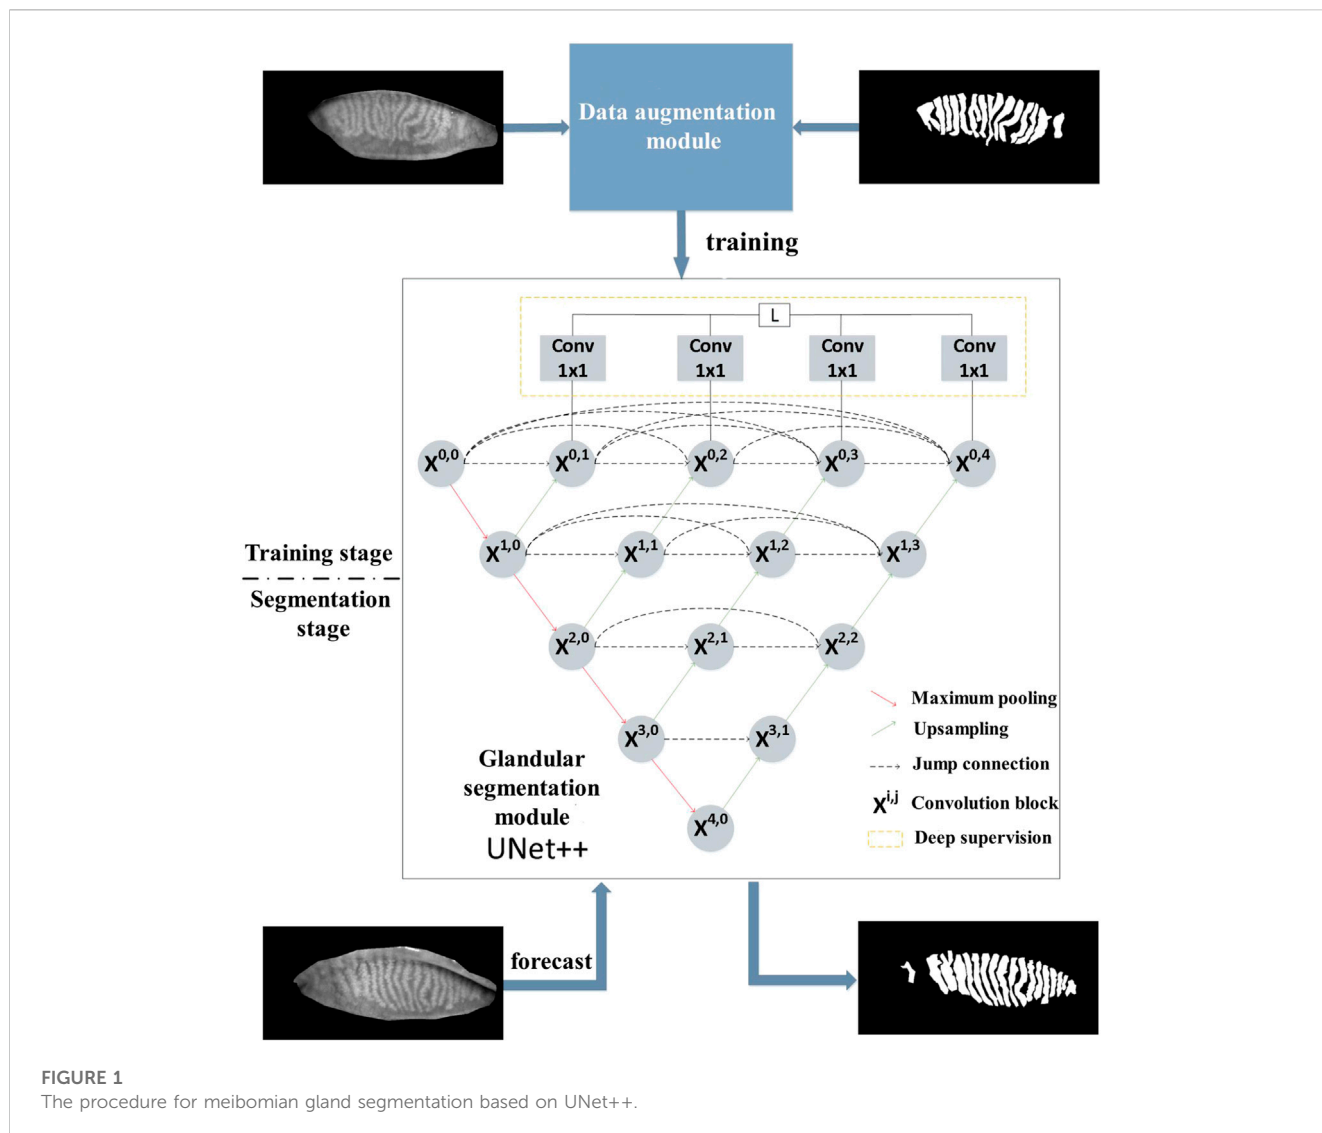 Data augmentation
module
training
L
Conv
1x1
Conv
1x1
Conv
1x1
Conv
1x1
X0,0
X0,1
X0,2
X0,3
X0,4
X1,0
X1,1
X1,2
X1,3
Training stage
Segmentation
stage
X2,0
X2,1
X2,2
X3,0
X3,1
X4,0
Maximum pooling
Upsampling
Jump connection
Xi,j Convolution block
Deep supervision
Glandular
segmentation
module
UNet++
forecast
FIGURE 1
The procedure for meibomian gland segmentation based on UNet++.